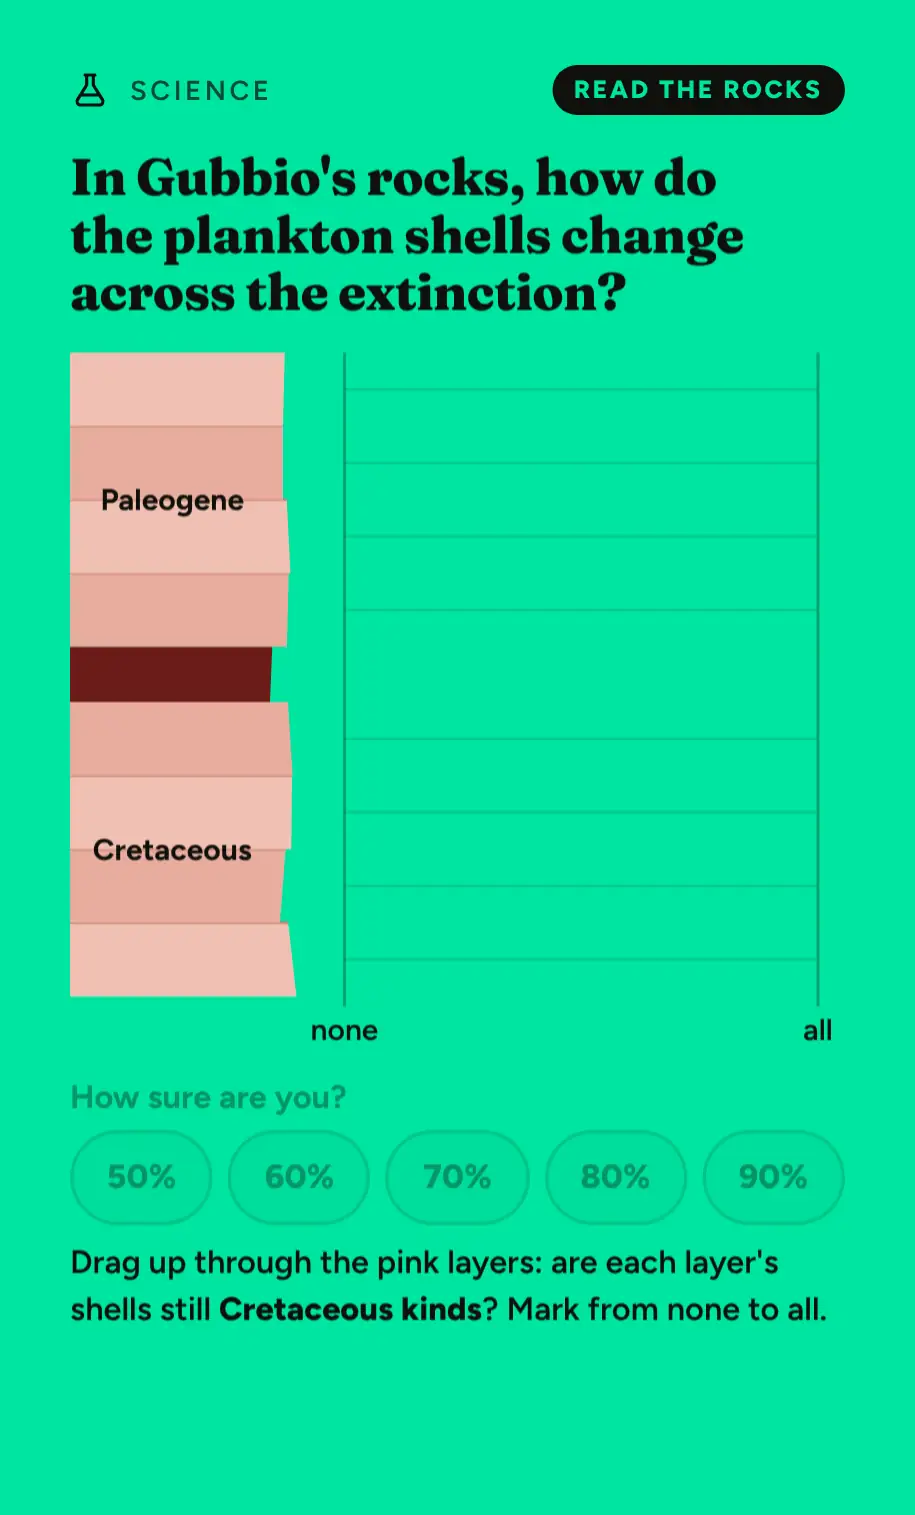 SCIENCE
READ THE ROCKS
In Gubbio's rocks, how do
the plankton shells change
across the extinction?
Paleogene
Cretaceous
none
all
How sure are you?
50%
60%
70%
80%
90%
Drag up through the pink layers: are each layer's
shells still Cretaceous kinds? Mark from none to all.